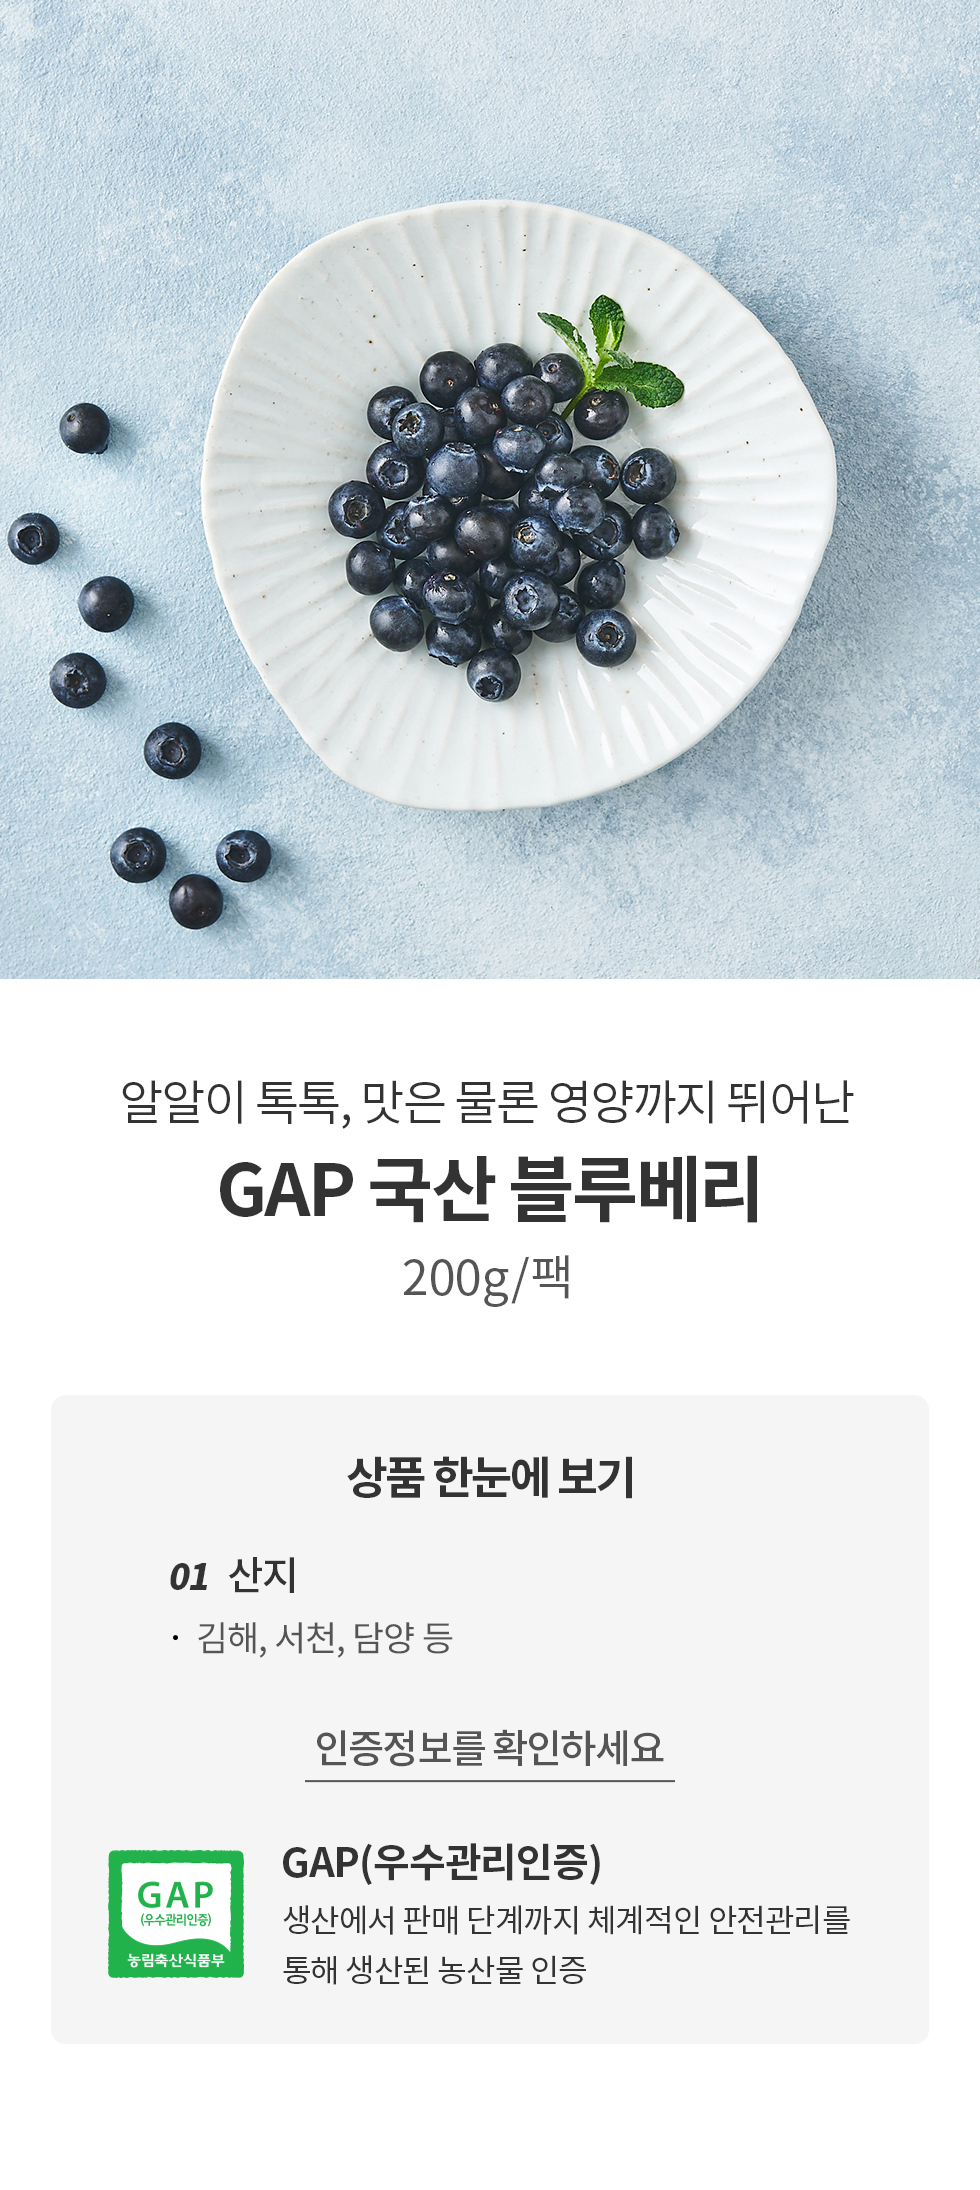 알알이 톡톡, 맛은 물론 영양까지 뛰어난
GAP 국산 블루베리
200g/팩
상품 한눈에 보기
01 산지
· 김해, 서천, 담양 등
인증정보를 확인하세요
GAP
(우수관리인증)
농림축산식품부
GAP(우수관리인증)
생산에서 판매 단계까지 체계적인 안전관리를
통해 생산된 농산물 인증